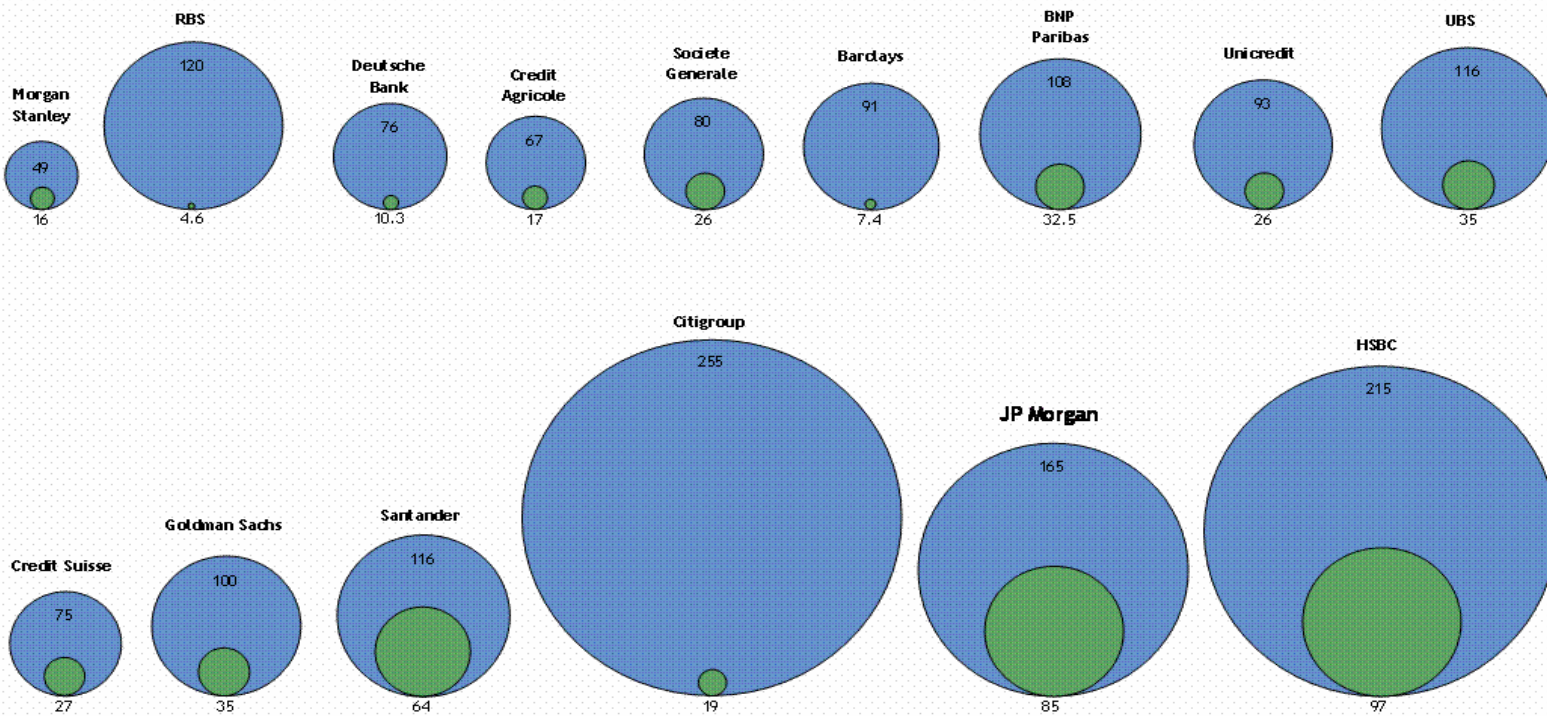 RBS
120
4.6
Morgan
Stanley
49
16
Deutsche
Bank
76
10.3
Credit
Agricole
67
17
Societe
Generale
80
26
Barclays
91
7.4
BNP
Paribas
108
32.5
Unicredit
93
26
UBS
116
35
Credit Suisse
75
27
Goldman Sachs
100
35
Santander
116
64
Citigroup
255
19
JP Morgan
165
85
HSBC
215
97